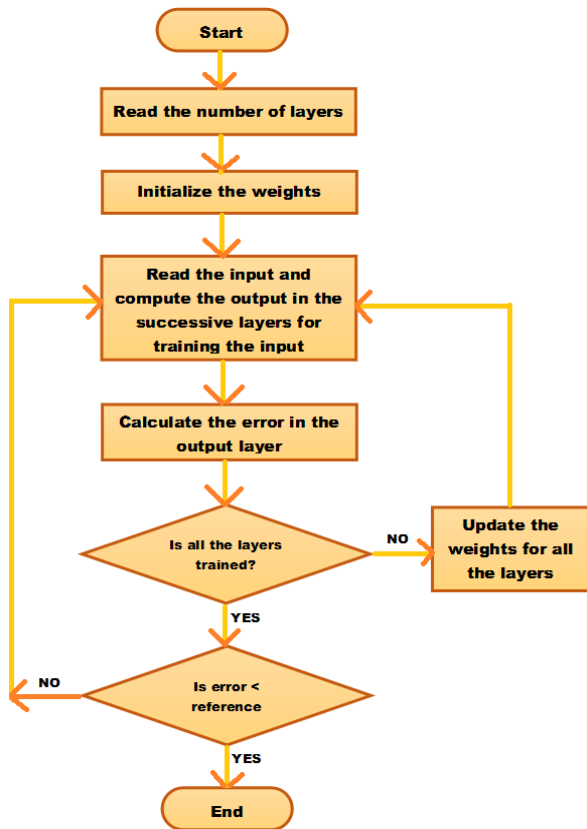 Start
Read the number of layers
Initialize the weights
Read the input and
compute the output in the
successive layers for
training the input
Calculate the error in the
output layer
Is all the layers
trained?
NO
Update the
weights for all
the layers
YES
Is error <
reference
NO
YES
End